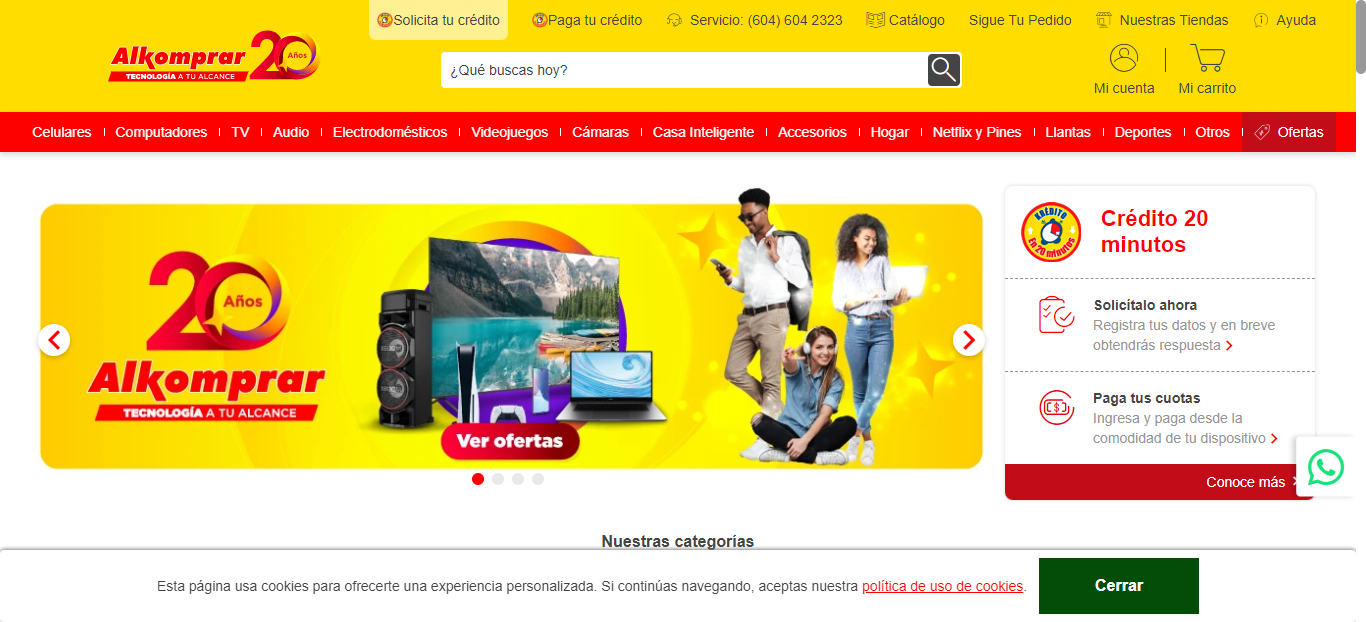 Solicita tu crédito
Paga tu crédito
Servicio: (604) 604 2323
Catálogo
Sigue Tu Pedido
Nuestras Tiendas
Ayuda
Alkomprar 20 Años
TECNOLOGÍA A TU ALCANCE
¿Qué buscas hoy?
Mi cuenta
Mi carrito
Celulares
Computadores
TV
Audio
Electrodomésticos
Videojuegos
Cámaras
Casa Inteligente
Accesorios
Hogar
Netflix y Pines
Llantas
Deportes
Otros
Ofertas
20 Años
Alkomprar
TECNOLOGÍA A TU ALCANCE
Ver ofertas
KRÉDITO
En 20 minutos
Crédito 20
minutos
Solicítalo ahora
Registra tus datos y en breve
obtendrás respuesta
Paga tus cuotas
Ingresa y paga desde la
comodidad de tu dispositivo
Conoce más
Nuestras categorías
Esta página usa cookies para ofrecerte una experiencia personalizada. Si continúas navegando, aceptas nuestra política de uso de cookies.
Cerrar